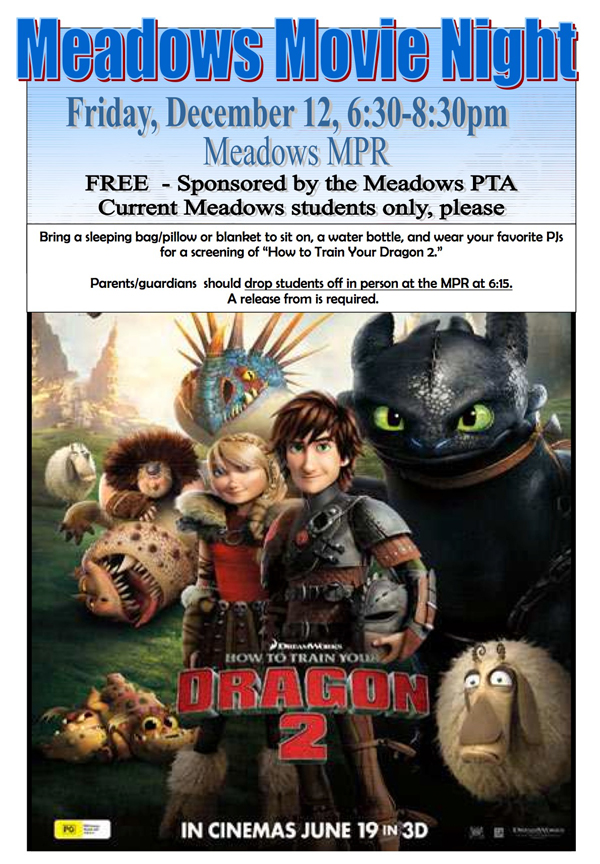 Meadows Movie Night
Friday, December 12, 6:30-8:30pm
Meadows MPR
FREE - Sponsored by the Meadows PTA
Current Meadows students only, please
Bring a sleeping bag/pillow or blanket to sit on, a water bottle, and wear your favorite PJs
for a screening of “How to Train Your Dragon 2.”
Parents/guardians should drop students off in person at the MPR at 6:15.
A release from is required.
DREAMWORKS
HOW TO TRAIN YOUR
DRAGON
2
PG
IN CINEMAS JUNE 19 IN 3D
DREAMWORKS